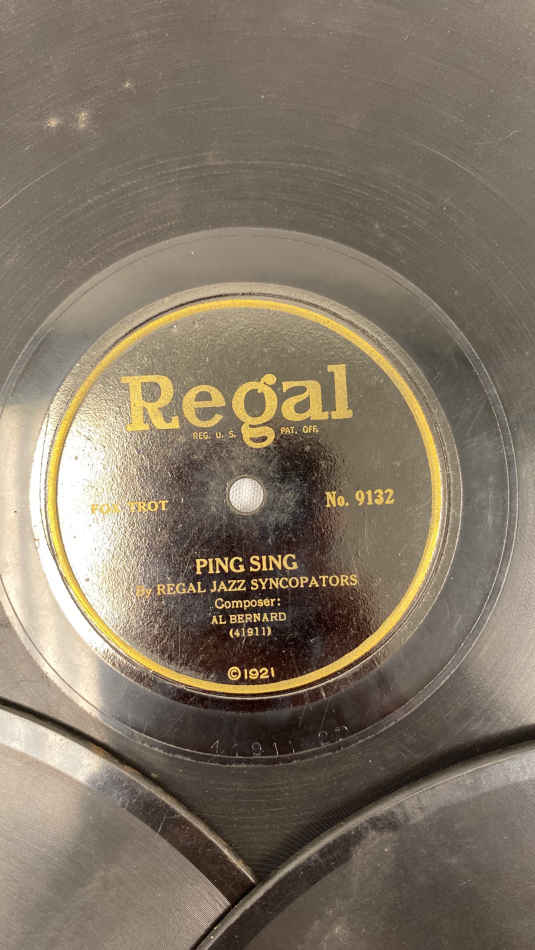 Regal
REG. U. S. PAT. OFF.
FOX TROT No. 9132
PING SING
By REGAL JAZZ SYNCOPATORS
Composer:
AL BERNARD
(41911)
©1921